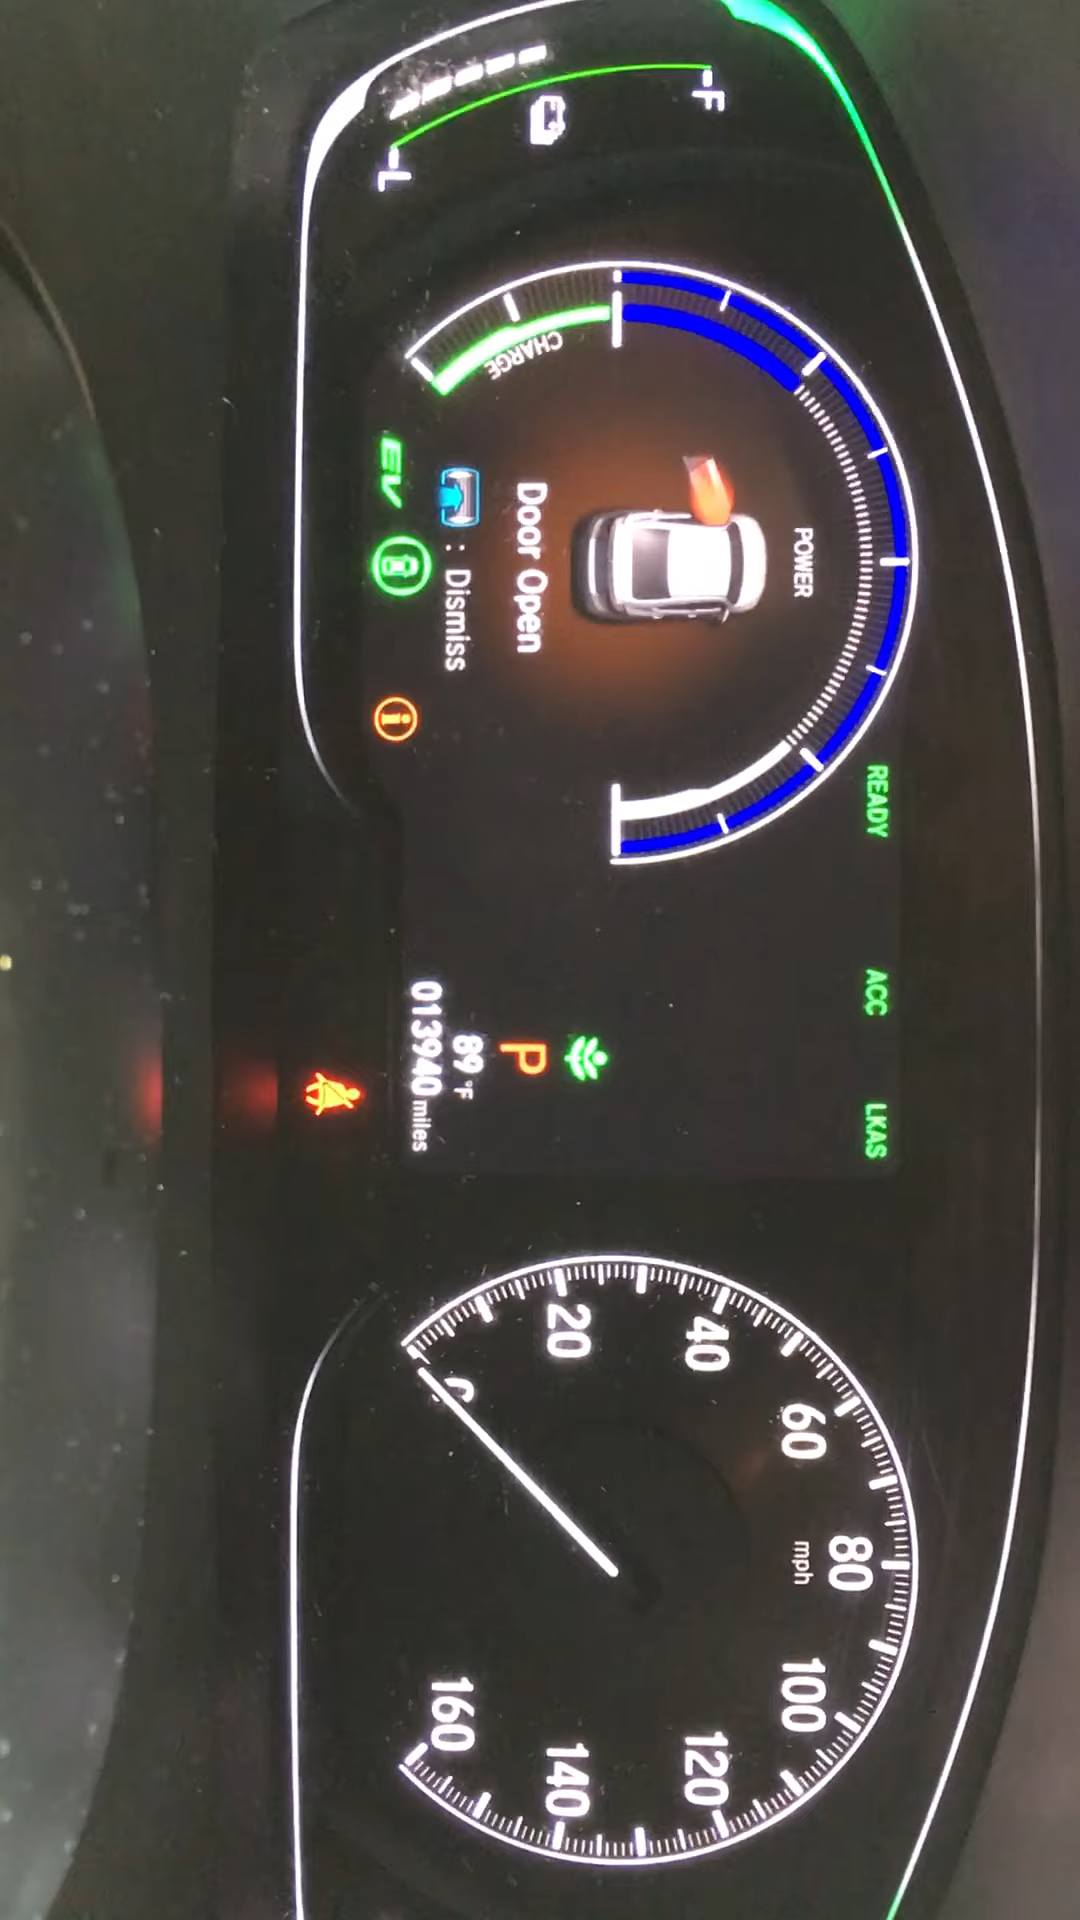 READY
ACC
LKAS
POWER
CHARGE
F
L
Door Open
: Dismiss
EV
P
89°F
013940 miles
20
40
60
80
mph
100
120
140
160